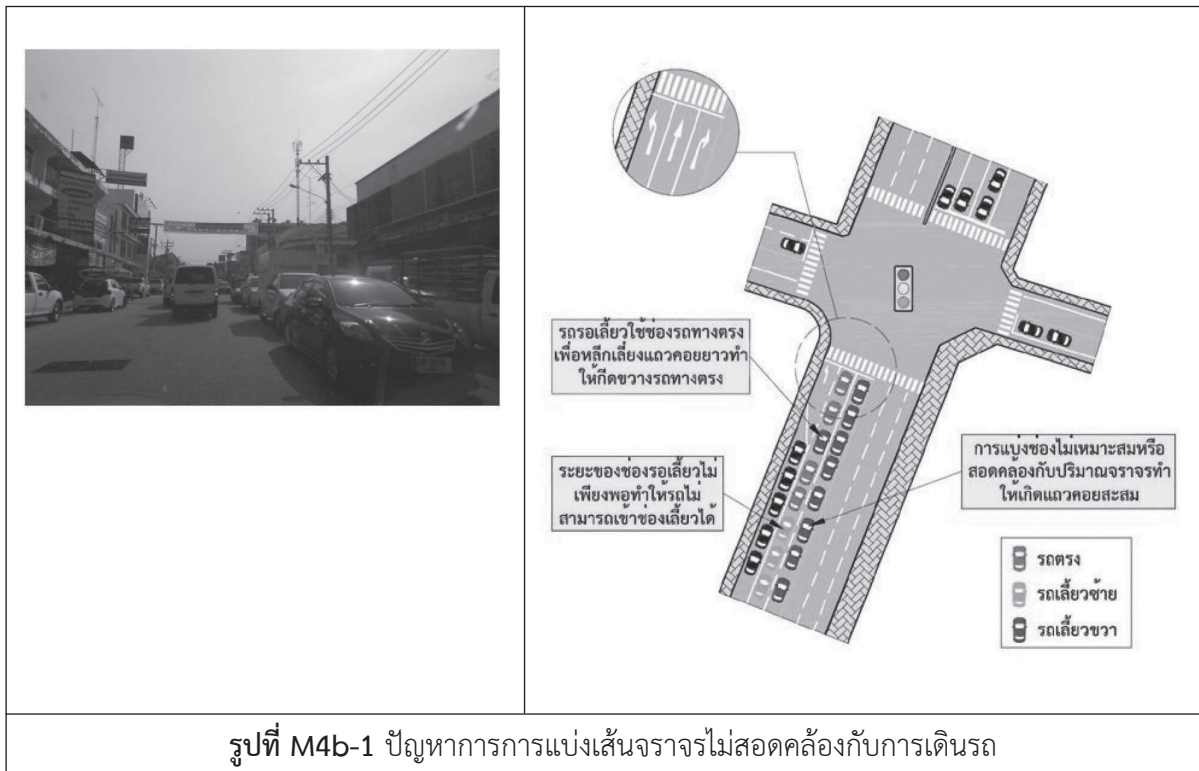 รถรอเลี้ยวใช้ช่องรถทางตรง
เพื่อหลีกเลี่ยงแถวคอยยาวทำ
ให้กีดขวางรถทางตรง
ระยะของช่องรอเลี้ยวไม่
เพียงพอทำให้รถไม่
สามารถเข้าช่องเลี้ยวได้
การแบ่งช่องไม่เหมาะสมหรือ
สอดคล้องกับปริมาณจราจรทำ
ให้เกิดแถวคอยสะสม
รถตรง
รถเลี้ยวซ้าย
รถเลี้ยวขวา
รูปที่ M4b-1 ปัญหาการการแบ่งเส้นจราจรไม่สอดคล้องกับการเดินรถ